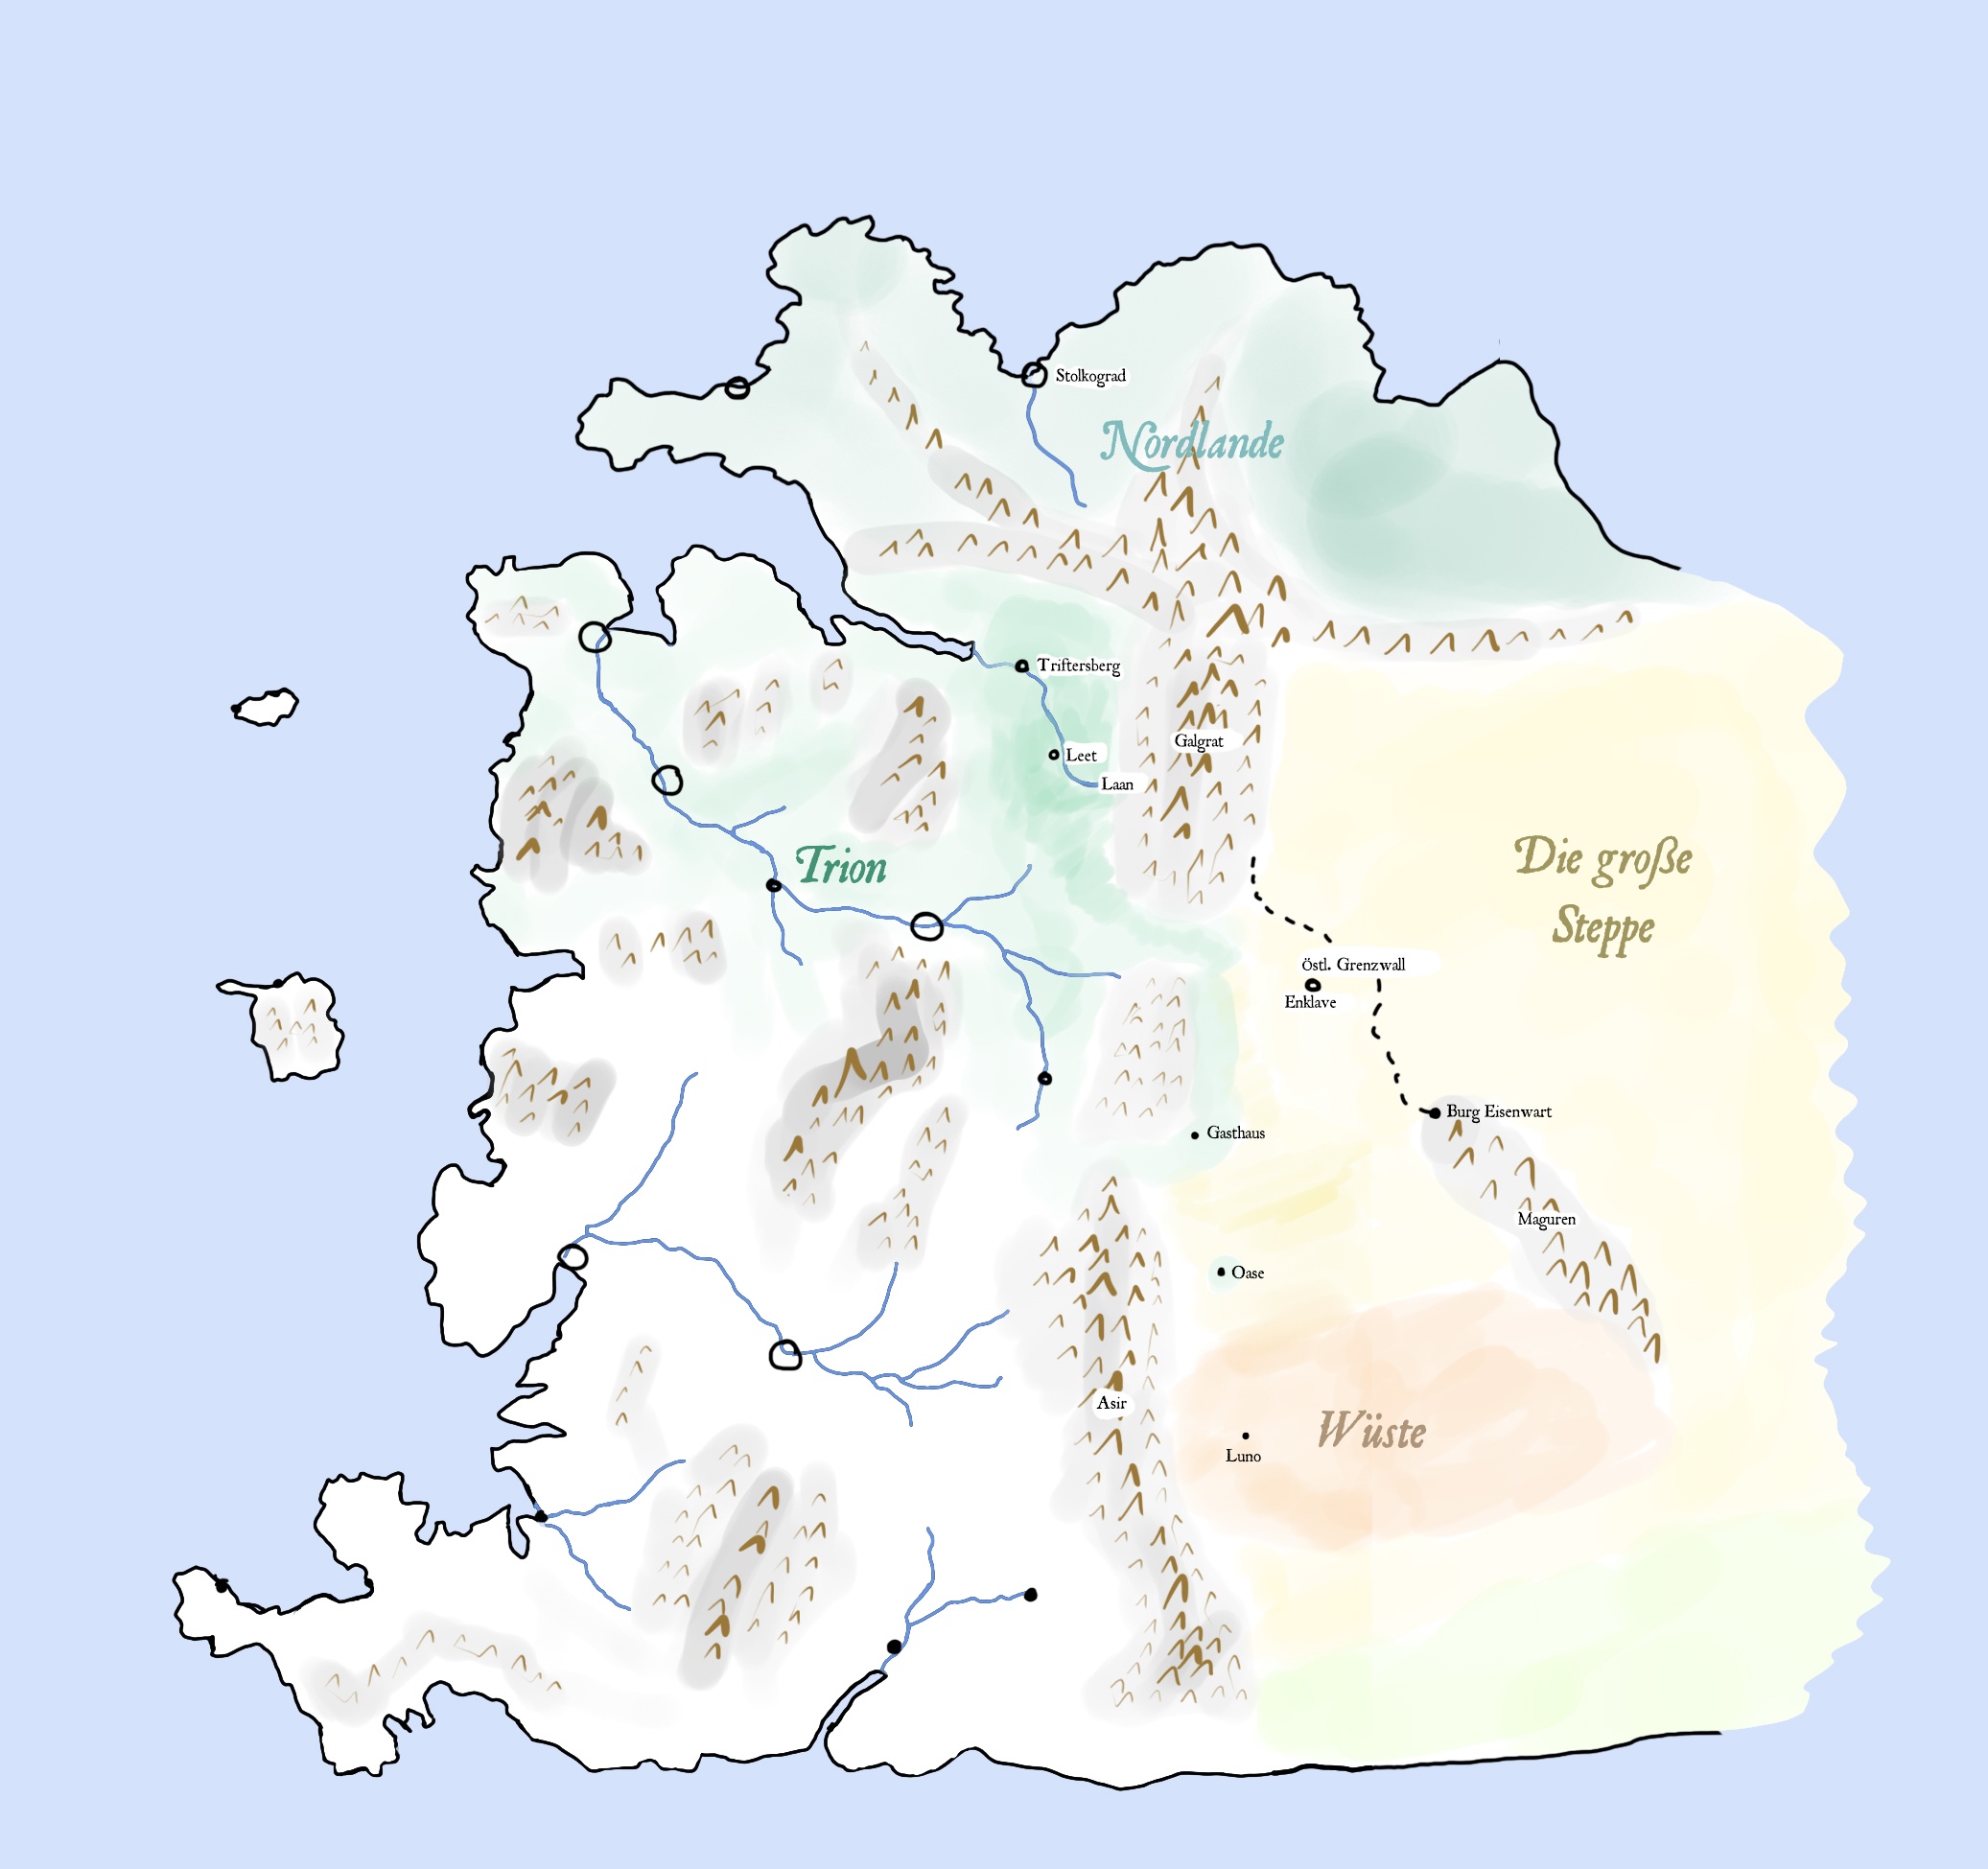 Stolkograd
Nordlande
Triftersberg
Galgrat
Leet
Laan
Die große
Steppe
Trion
östl. Grenzwall
Enklave
Burg Eisenwart
Gasthaus
Maguren
Oase
Asir
Wüste
Luno